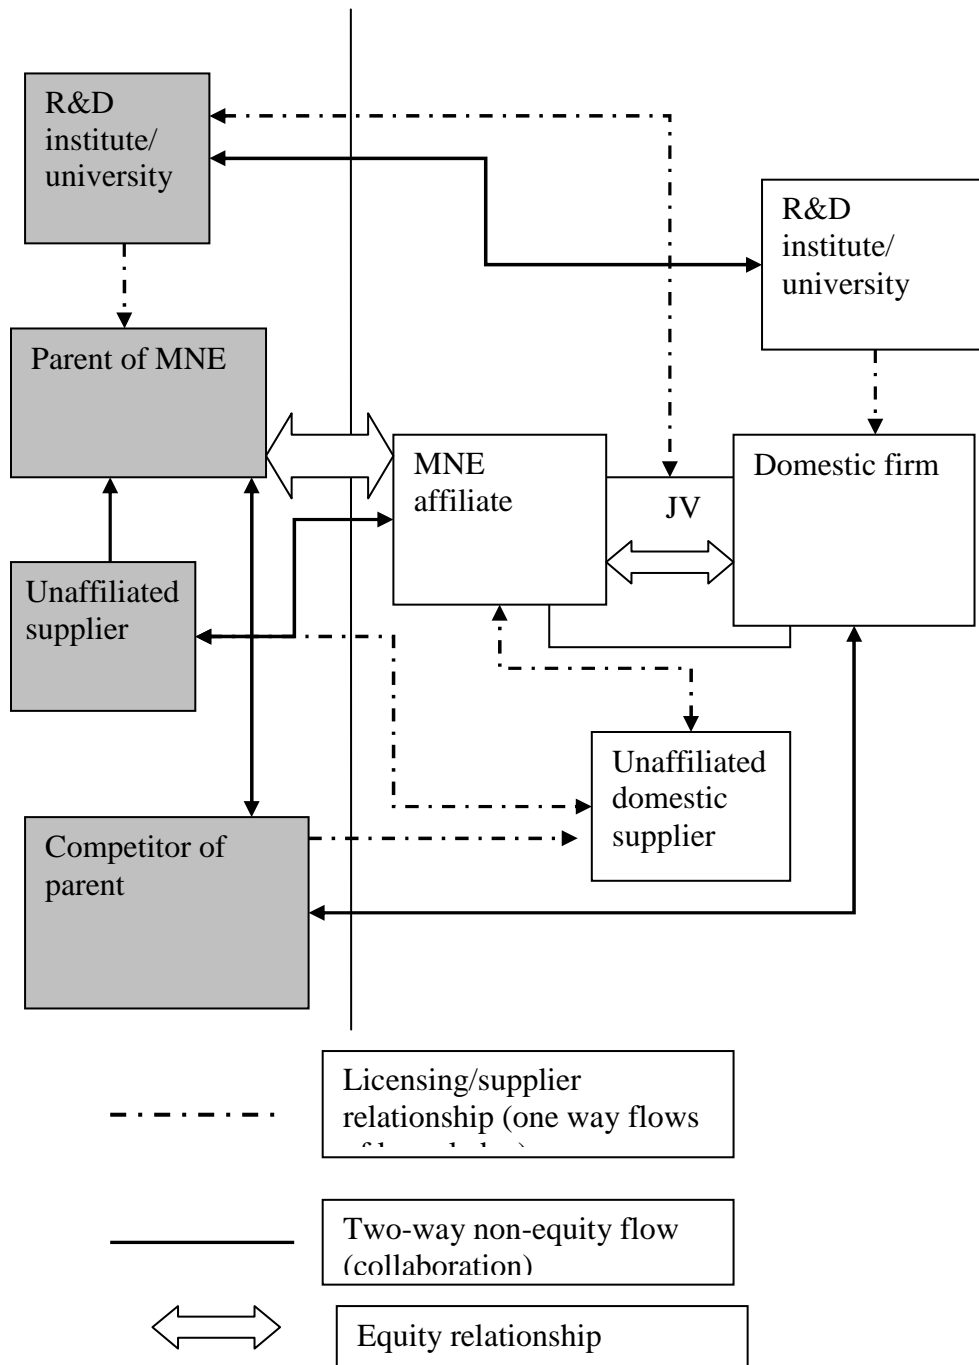 R&D
institute/
university
R&D
institute/
university
Parent of MNE
MNE
affiliate
JV
Domestic firm
Unaffiliated
supplier
Unaffiliated
domestic
supplier
Competitor of
parent
Licensing/supplier
relationship (one way flows
Two-way non-equity flow
(collaboration)
Equity relationship